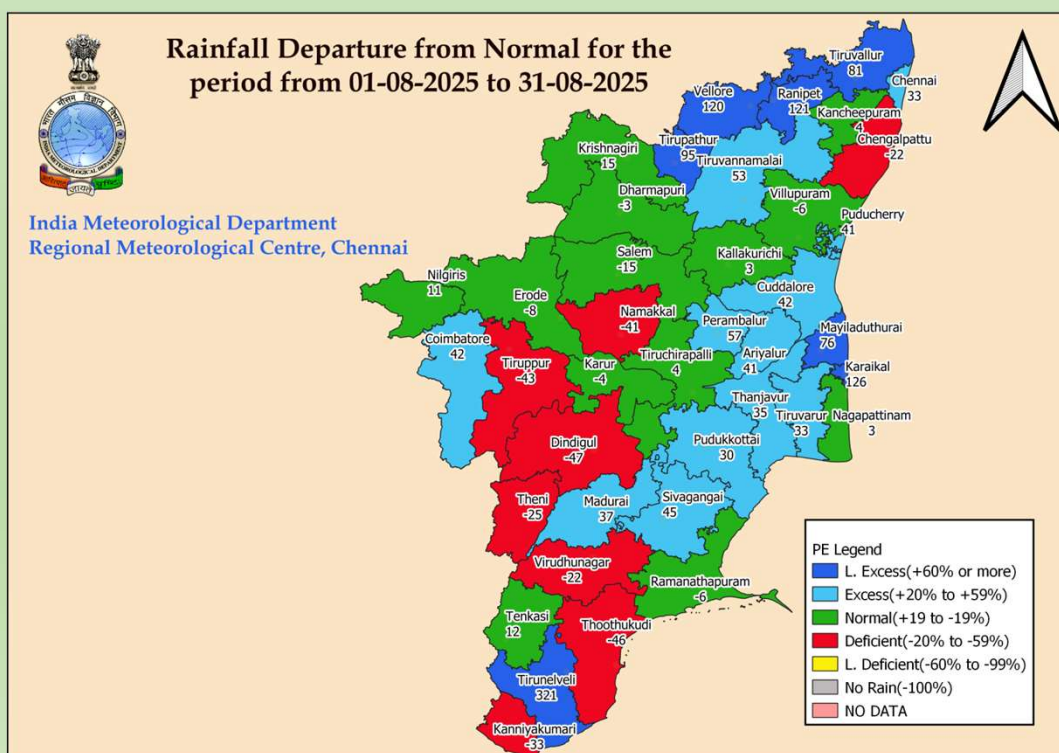 Rainfall Departure from Normal for the
period from 01-08-2025 to 31-08-2025
India Meteorological Department
Regional Meteorological Centre, Chennai
INDIA METEOROLOGICAL DEPARTMENT
Tiruvallur
81
Chennai
33
Vellore
120
Ranipet
121
Kancheepuram
4
Chengalpattu
-22
Tirupathur
95
Tiruvannamalai
53
Krishnagiri
15
Dharmapuri
-3
Villupuram
-6
Puducherry
41
Salem
-15
Kallakurichi
3
Nilgiris
11
Erode
-8
Cuddalore
42
Namakkal
-41
Perambalur
57
Mayiladuthurai
76
Coimbatore
42
Tiruppur
-43
Karur
-4
Tiruchirapalli
4
Ariyalur
41
Karaikal
126
Thanjavur
35
Tiruvarur
33
Nagapattinam
3
Dindigul
-47
Pudukkottai
30
Theni
-25
Madurai
37
Sivagangai
45
Virudhunagar
-22
Ramanathapuram
-6
Tenkasi
12
Thoothukudi
-46
Tirunelveli
321
Kanniyakumari
-33
PE Legend
L. Excess(+60% or more)
Excess(+20% to +59%)
Normal(+19 to -19%)
Deficient(-20% to -59%)
L. Deficient(-60% to -99%)
No Rain(-100%)
NO DATA